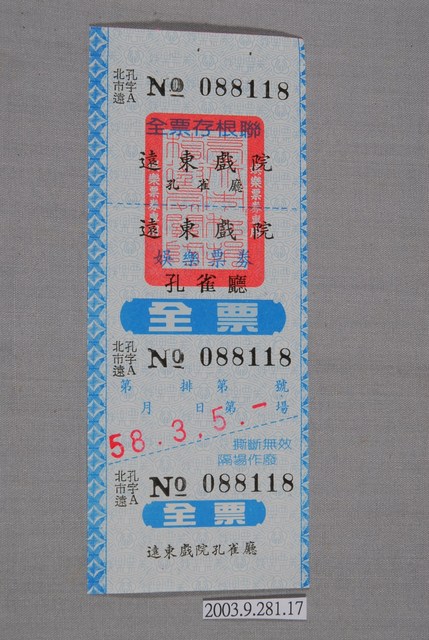 北市遠 孔字A № 088118
全票存根聯
遠東戲院
孔雀廳
遠東戲院
娛樂票券
孔雀廳
全票
北市遠 孔字A № 088118
第 排 第 號
月 日 第 場
58.3.5.-
撕斷無效
隔場作廢
北市遠 孔字A № 088118
全票
遠東戲院孔雀廳
2003.9.281.17